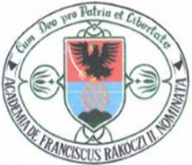 Cum Deo pro Patria et Libertate
ACADEMIA DE FRANCISCUS RÁKÓCZI II NOMINATA